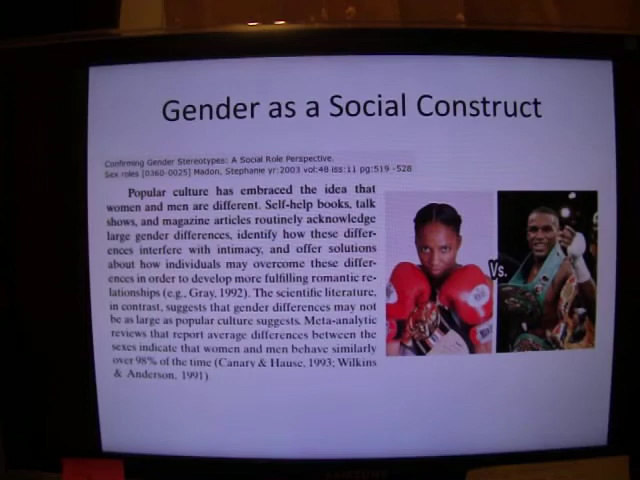 Gender as a Social Construct
Confirming Gender Stereotypes: A Social Role Perspective.
Sex roles [0360-0025] Madon, Stephanie yr:2003 vol:48 iss:11 pg:519 -528
Popular culture has embraced the idea that
women and men are different. Self-help books, talk
shows, and magazine articles routinely acknowledge
large gender differences, identify how these differ-
ences interfere with intimacy, and offer solutions
about how individuals may overcome these differ-
ences in order to develop more fulfilling romantic re-
lationships (e.g., Gray, 1992). The scientific literature,
in contrast, suggests that gender differences may not
be as large as popular culture suggests. Meta-analytic
reviews that report average differences between the
sexes indicate that women and men behave similarly
over 98% of the time (Canary & Hause, 1993; Wilkins
& Anderson, 1991)
Vs.